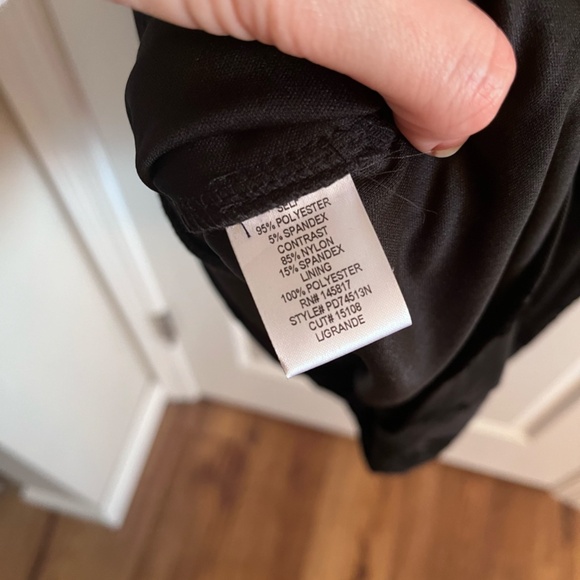 SELF
95% POLYESTER
5% SPANDEX
CONTRAST
85% NYLON
15% SPANDEX
LINING
100% POLYESTER
RN# 145817
STYLE# PD74513N
CUT# 15108
L/GRANDE